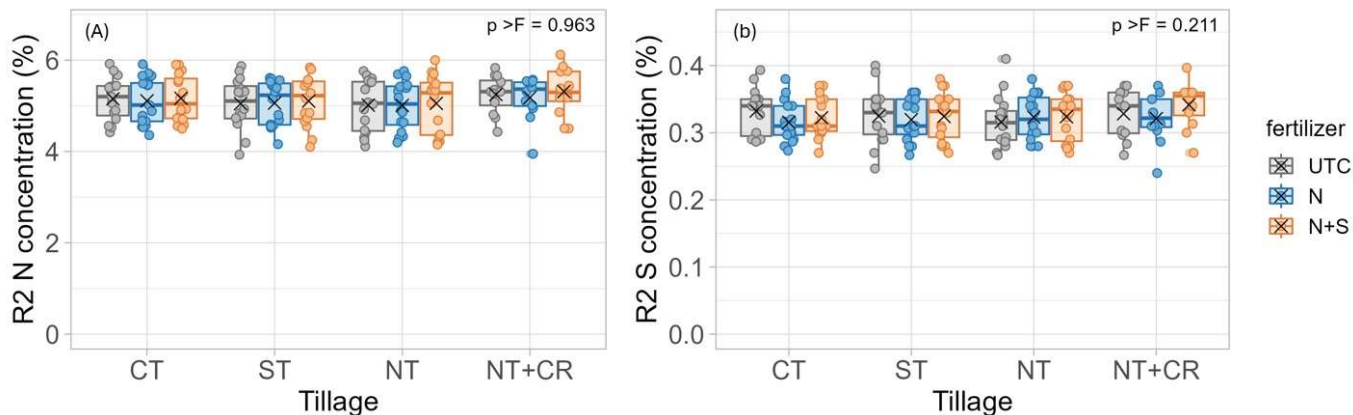 (A)
p >F = 0.963
R2 N concentration (%)
6
4
2
0
CT ST NT NT+CR
Tillage
(b)
p >F = 0.211
R2 S concentration (%)
0.4
0.3
0.2
0.1
0.0
CT ST NT NT+CR
Tillage
fertilizer
UTC
N
N+S